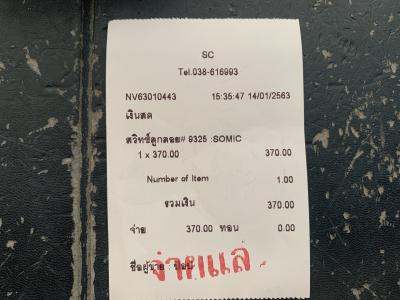 SC
Tel.038-616993
NV63010443 15:35:47 14/01/2563
เงินสด
สวิทซ์ลูกลอย# 9325 :SOMIC
1 x 370.00 370.00
Number of Item 1.00
รวมเงิน 370.00
จ่าย 370.00 ทอน 0.00
ชื่อผู้ขาย :
จ่ายแล้ว